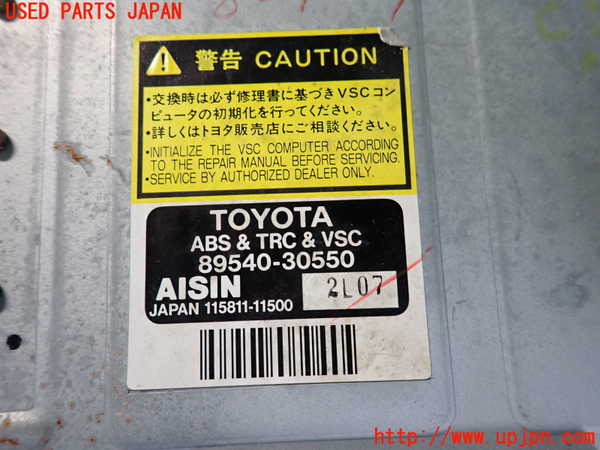 USED PARTS JAPAN
警告 CAUTION
・交換時は必ず修理書に基づきVSCコン
ピュータの初期化を行ってください。
・詳しくはトヨタ販売店にご相談ください。
・INITIALIZE THE VSC COMPUTER ACCORDING
TO THE REPAIR MANUAL BEFORE SERVICING.
・SERVICE BY AUTHORIZED DEALER ONLY.
TOYOTA
ABS & TRC & VSC
89540-30550
AISIN 2L07
JAPAN 115811-11500
http://www.upjpn.com/